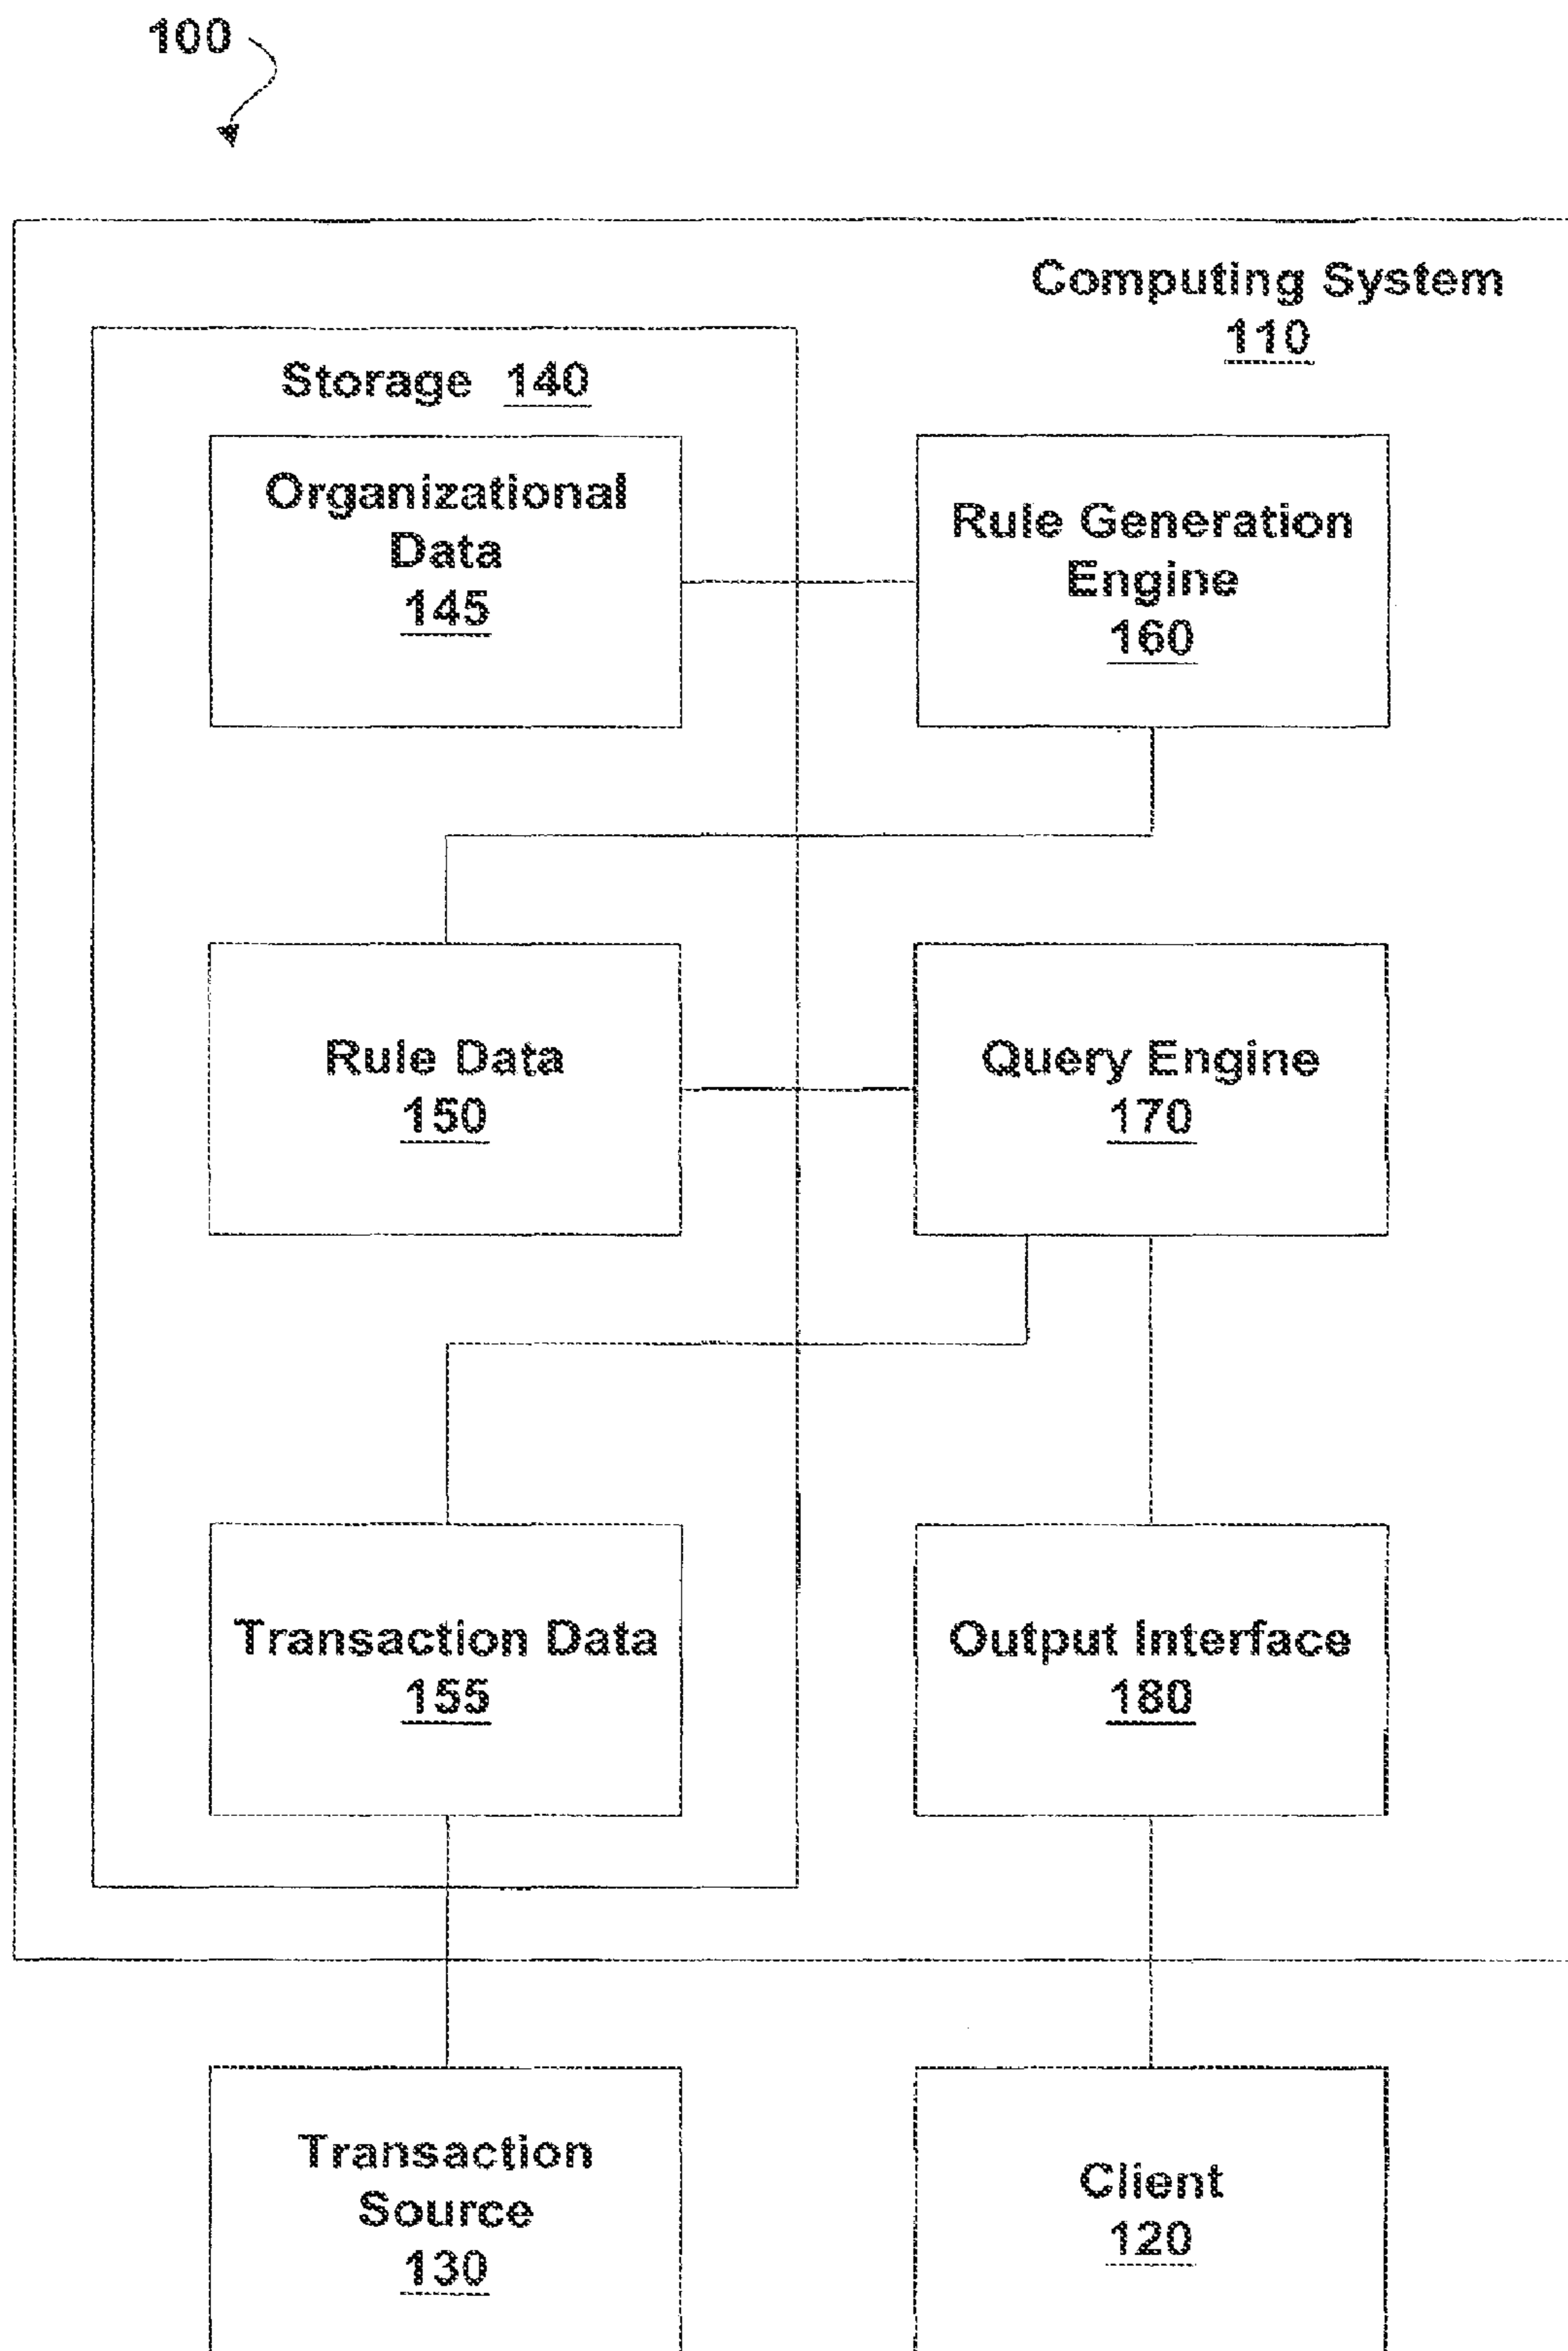 100
Computing System
110
Storage 140
Organizational
Data
145
Rule Generation
Engine
160
Rule Data
150
Query Engine
170
Transaction Data
155
Output Interface
180
Transaction
Source
130
Client
120